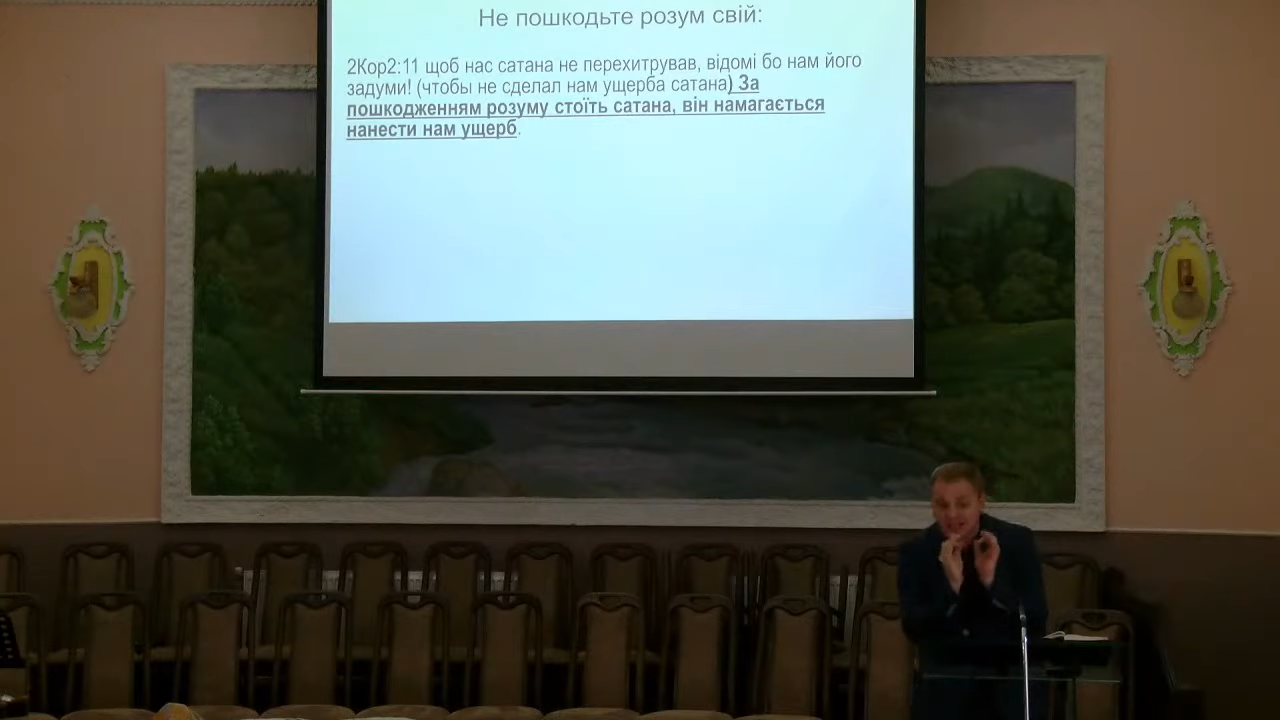 Не пошкодьте розум свій:
2Кор2:11 щоб нас сатана не перехитрував, відомі бо нам його
задуми! (чтобы не сделал нам ущерба сатана) За
пошкодженням розуму стоїть сатана, він намагається
нанести нам ущерб.